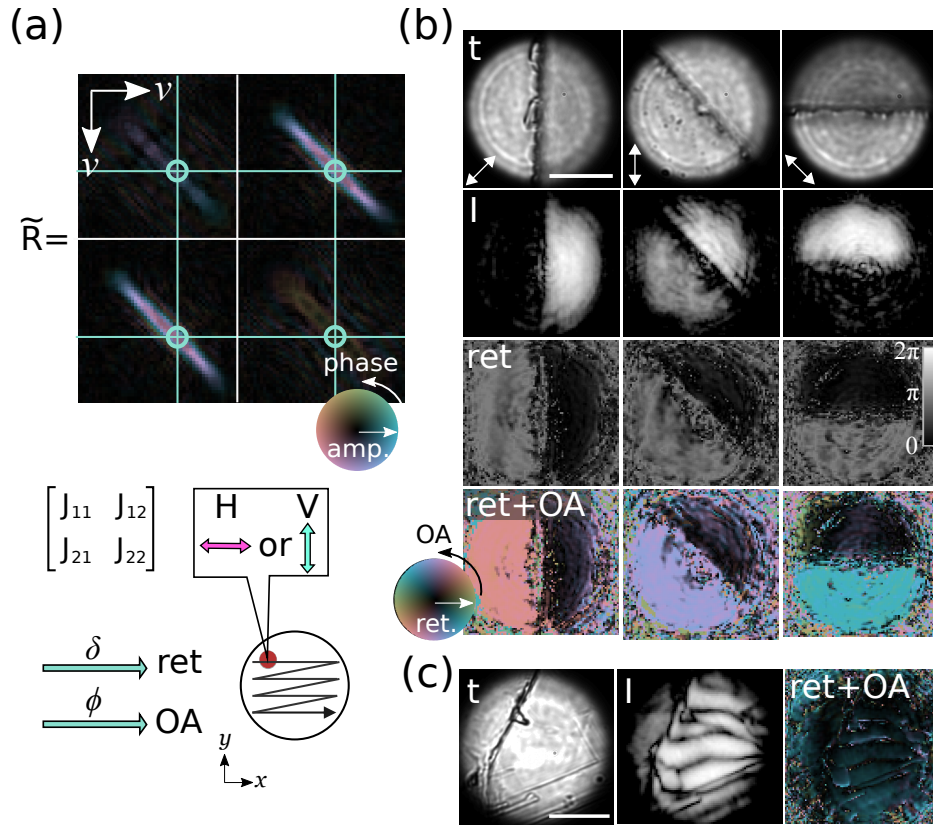 (a)
ν
ν
R̃=
phase
amp.
[J₁₁ J₁₂
J₂₁ J₂₂]
H or V
δ
ret
ϕ
OA
y
x
(b)
t
I
ret
2π
π
0
ret+OA
OA
ret.
(c)
t
I
ret+OA